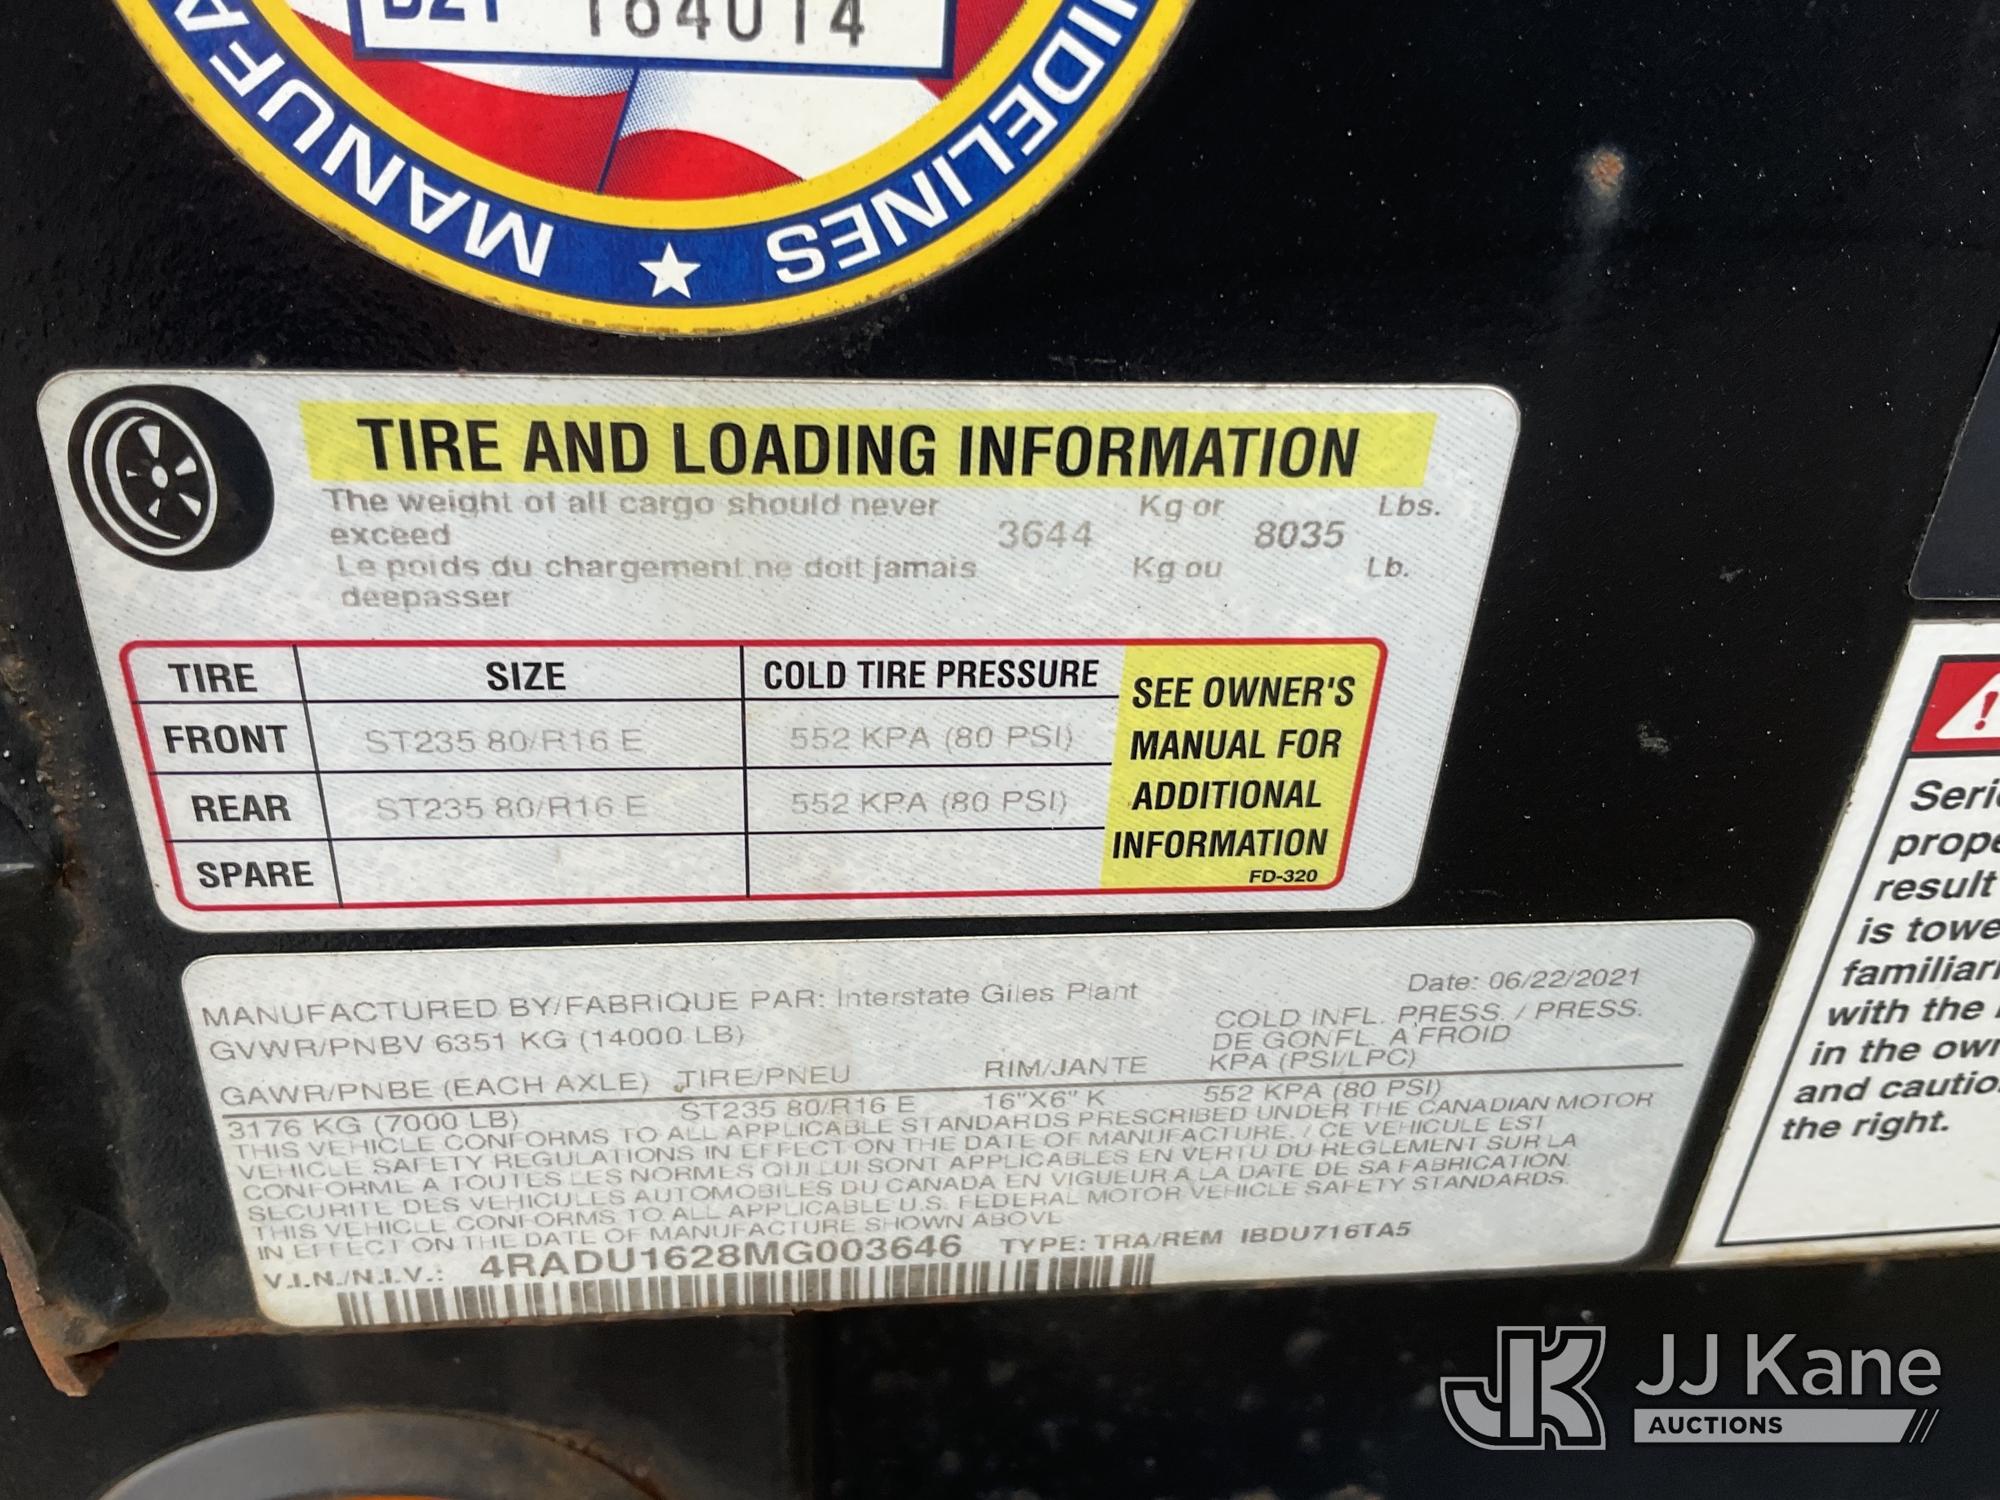 164014
MANUFA
IDELINES
TIRE AND LOADING INFORMATION
The weight of all cargo should never exceed 3644 Kg or 8035 Lbs.
Le poids du chargement ne doit jamais deepasser Kg ou Lb.
TIRE SIZE COLD TIRE PRESSURE
FRONT ST235 80/R16 E 552 KPA (80 PSI)
REAR ST235 80/R16 E 552 KPA (80 PSI)
SPARE
SEE OWNER'S
MANUAL FOR
ADDITIONAL
INFORMATION
FD-320
MANUFACTURED BY/FABRIQUE PAR: Interstate Giles Plant Date: 06/22/2021
GVWR/PNBV 6351 KG (14000 LB)
COLD INFL. PRESS. / PRESS.
DE GONFL. A FROID
GAWR/PNBE (EACH AXLE) TIRE/PNEU RIM/JANTE KPA (PSI/LPC)
3176 KG (7000 LB) ST235 80/R16 E 16"X6" K 552 KPA (80 PSI)
THIS VEHICLE CONFORMS TO ALL APPLICABLE STANDARDS PRESCRIBED UNDER THE CANADIAN MOTOR
VEHICLE SAFETY REGULATIONS IN EFFECT ON THE DATE OF MANUFACTURE. / CE VEHICULE EST
CONFORME A TOUTES LES NORMES QUI LUI SONT APPLICABLES EN VERTU DU REGLEMENT SUR LA
SECURITE DES VEHICULES AUTOMOBILES DU CANADA EN VIGUEUR A LA DATE DE SA FABRICATION.
THIS VEHICLE CONFORMS TO ALL APPLICABLE U.S. FEDERAL MOTOR VEHICLE SAFETY STANDARDS.
IN EFFECT ON THE DATE OF MANUFACTURE SHOWN ABOVE
V.I.N./N.I.V.: 4RADU1628MG003646 TYPE: TRA/REM IBDU716TA5
Seri
prope
result
is towe
familiari
with the
in the own
and cautio
the right.
JK JJ Kane
AUCTIONS